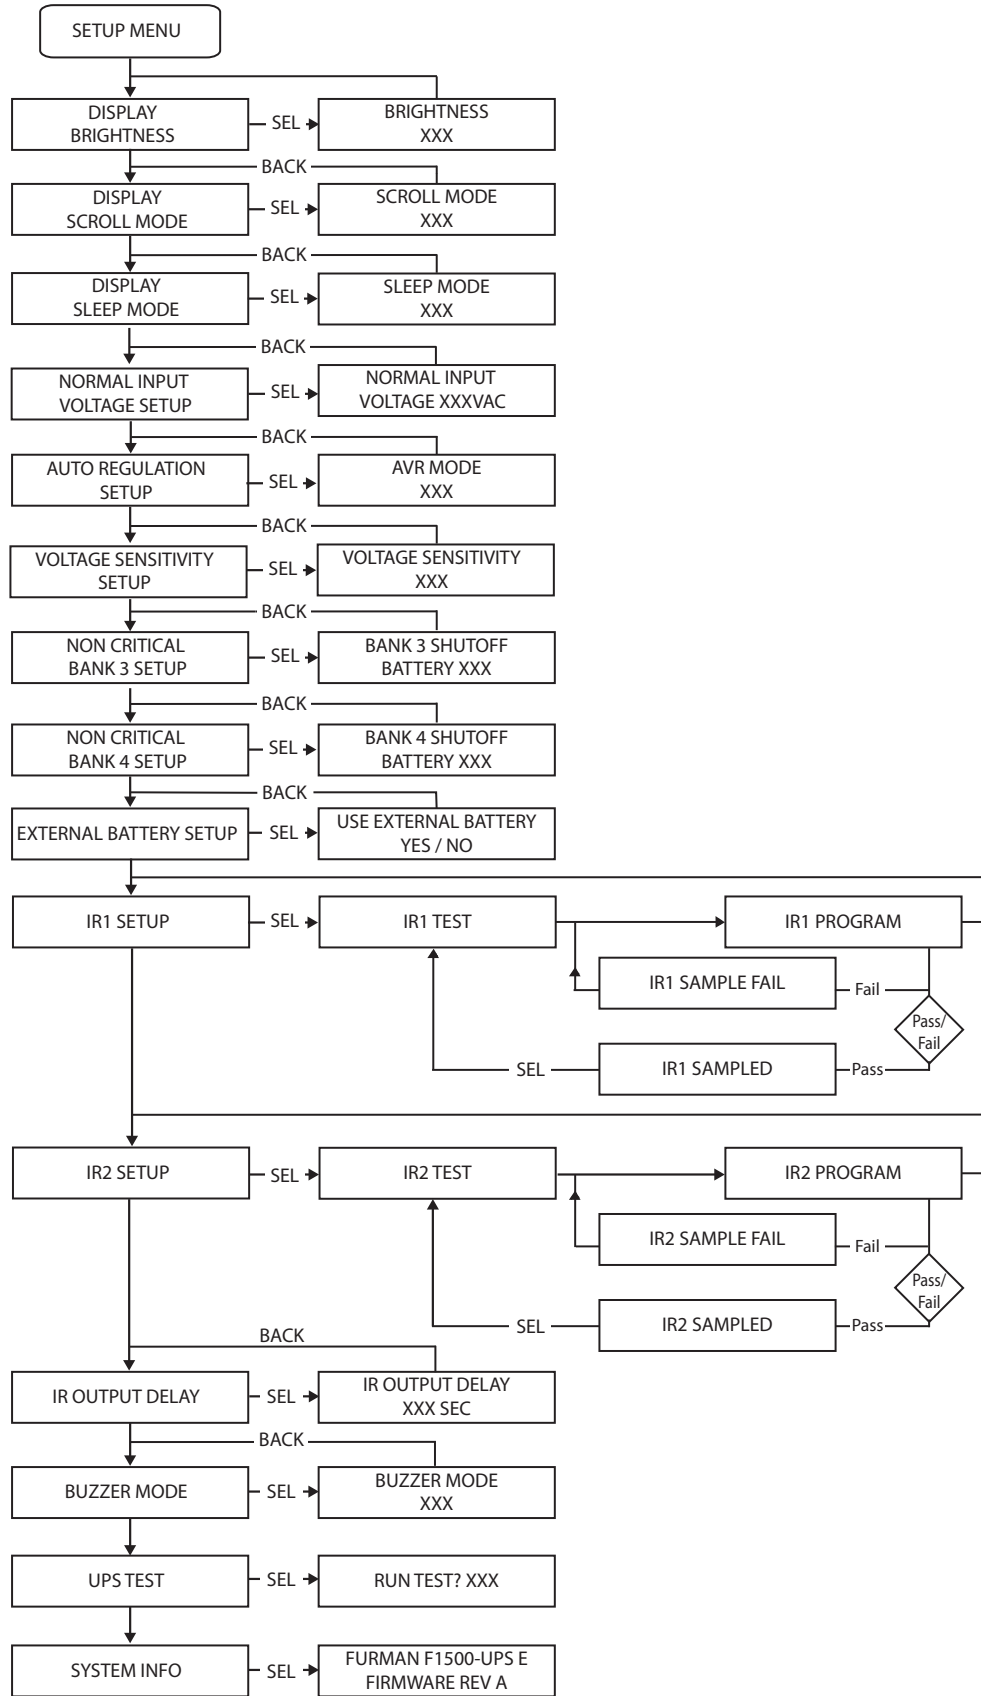 SETUP MENU
DISPLAY
BRIGHTNESS
SEL
BRIGHTNESS
XXX
BACK
DISPLAY
SCROLL MODE
SEL
SCROLL MODE
XXX
BACK
DISPLAY
SLEEP MODE
SEL
SLEEP MODE
XXX
BACK
NORMAL INPUT
VOLTAGE SETUP
SEL
NORMAL INPUT
VOLTAGE XXXVAC
BACK
AUTO REGULATION
SETUP
SEL
AVR MODE
XXX
BACK
VOLTAGE SENSITIVITY
SETUP
SEL
VOLTAGE SENSITIVITY
XXX
BACK
NON CRITICAL
BANK 3 SETUP
SEL
BANK 3 SHUTOFF
BATTERY XXX
BACK
NON CRITICAL
BANK 4 SETUP
SEL
BANK 4 SHUTOFF
BATTERY XXX
BACK
EXTERNAL BATTERY SETUP
SEL
USE EXTERNAL BATTERY
YES / NO
IR1 SETUP
SEL
IR1 TEST
IR1 PROGRAM
IR1 SAMPLE FAIL
Fail
Pass/
Fail
SEL
IR1 SAMPLED
Pass
IR2 SETUP
SEL
IR2 TEST
IR2 PROGRAM
IR2 SAMPLE FAIL
Fail
Pass/
Fail
SEL
IR2 SAMPLED
Pass
BACK
IR OUTPUT DELAY
SEL
IR OUTPUT DELAY
XXX SEC
BACK
BUZZER MODE
SEL
BUZZER MODE
XXX
UPS TEST
SEL
RUN TEST? XXX
SYSTEM INFO
SEL
FURMAN F1500-UPS E
FIRMWARE REV A